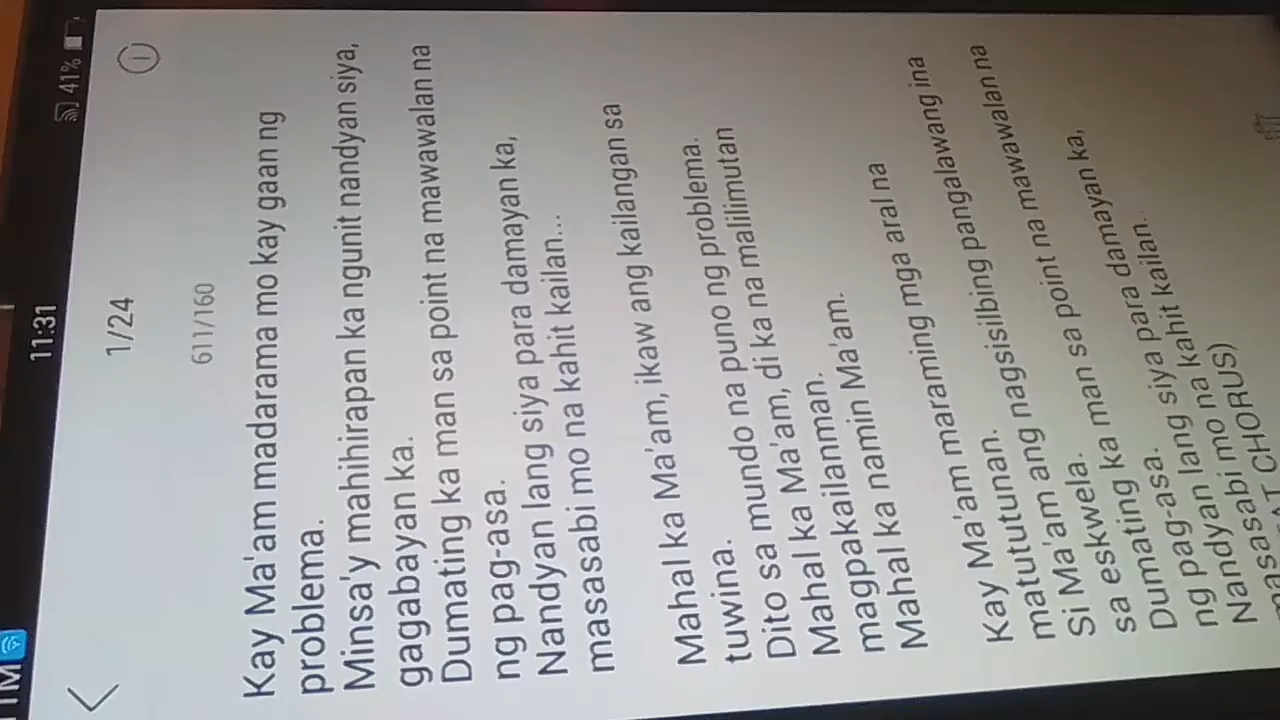 TM
11:31
41%
1/24
611/160
Kay Ma'am madarama mo kay gaan ng
problema.
Minsa'y mahihirapan ka ngunit nandyan siya,
gagabayan ka.
Dumating ka man sa point na mawawalan na
ng pag-asa.
Nandyan lang siya para damayan ka,
masasabi mo na kahit kailan...
Mahal ka Ma'am, ikaw ang kailangan sa
tuwina.
Dito sa mundo na puno ng problema.
Mahal ka Ma'am, di ka na malilimutan
magpakailanman.
Mahal ka namin Ma'am.
Kay Ma'am maraming mga aral na
matututunan.
Si Ma'am ang nagsisilbing pangalawang ina
sa eskwela.
Dumating ka man sa point na mawawalan na
ng pag-asa.
Nandyan lang siya para damayan ka,
masasabi mo na kahit kailan..
CHORUS)